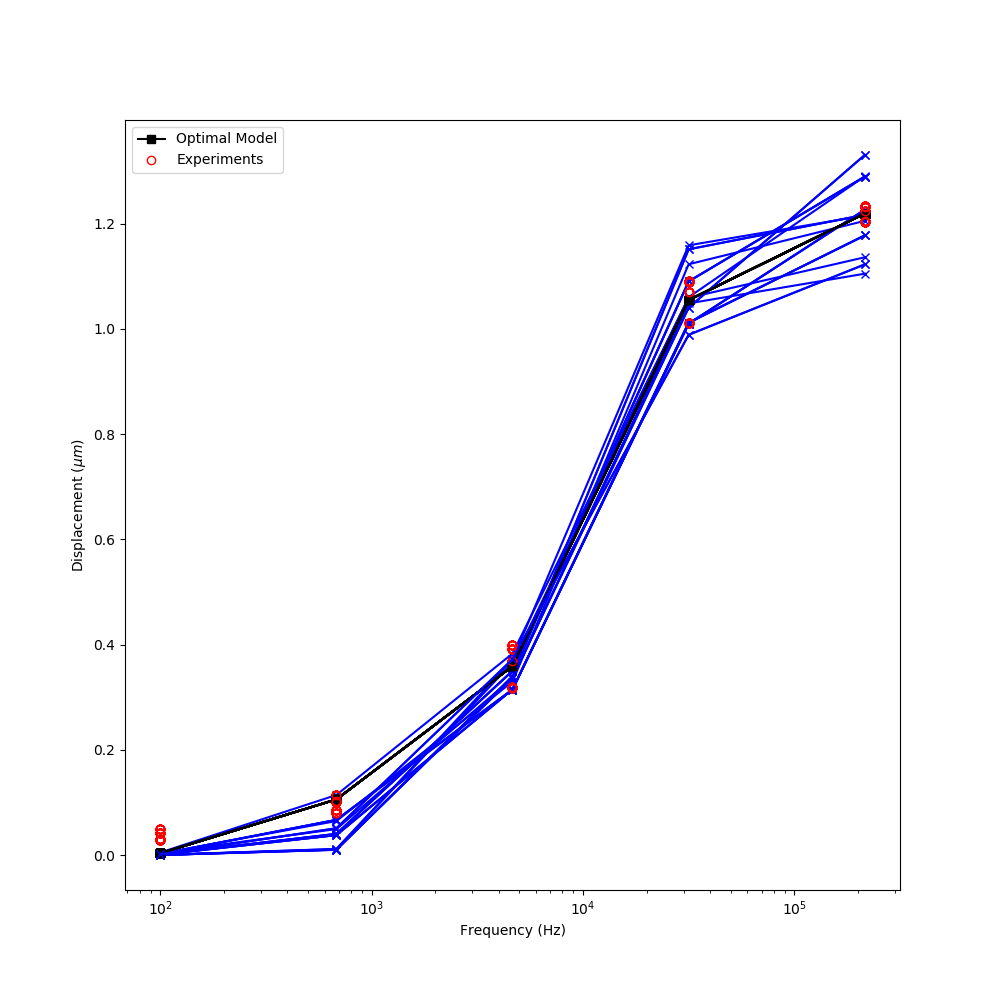 Optimal Model
Experiments
1.2
1.0
0.8
0.6
0.4
0.2
0.0
Displacement (μm)
10²
10³
10⁴
10⁵
Frequency (Hz)